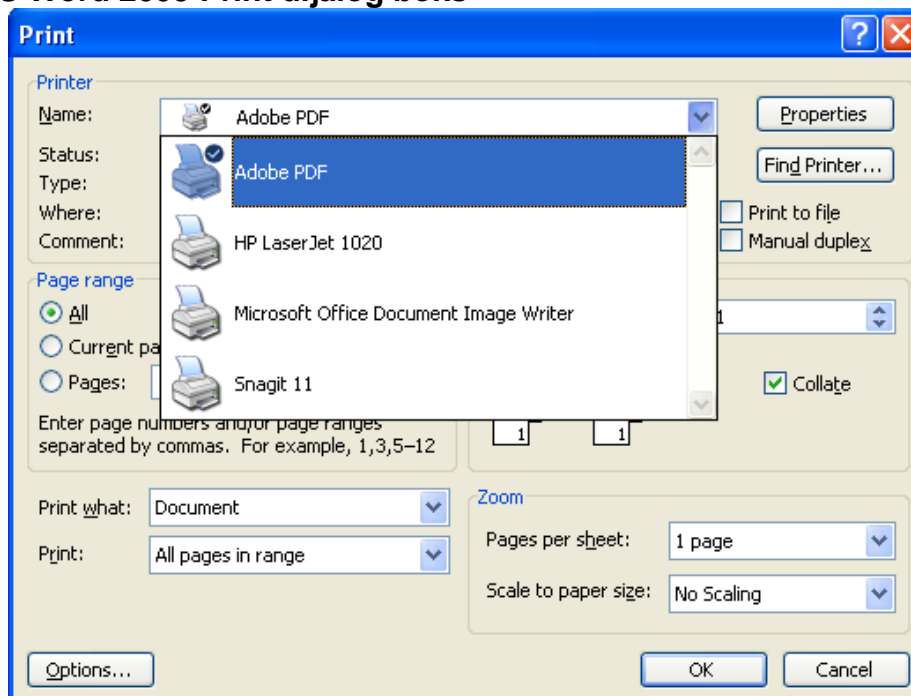 Print
Printer
Name: Adobe PDF Properties
Status:
Adobe PDF
Find Printer...
Type:
Where: Print to file
Comment: HP LaserJet 1020 Manual duplex
Page range
All Microsoft Office Document Image Writer 1
Current pa
Pages: Snagit 11 Collate
Enter page numbers and/or page ranges
separated by commas. For example, 1,3,5–12
1 1
Print what: Document
Zoom
Pages per sheet: 1 page
Print: All pages in range
Scale to paper size: No Scaling
Options... OK Cancel